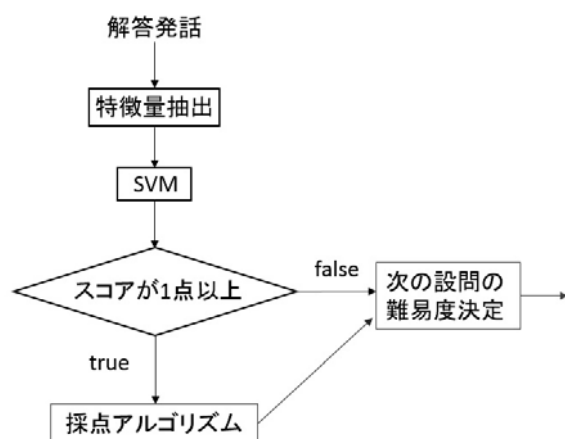 解答発話
特徴量抽出
SVM
スコアが1点以上
false
次の設問の
難易度決定
true
採点アルゴリズム